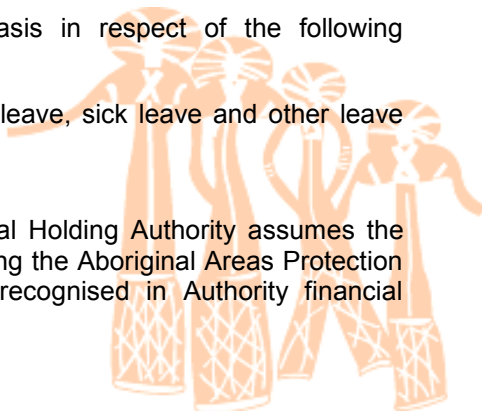 asis in respect of the following
leave, sick leave and other leave
al Holding Authority assumes the
ng the Aboriginal Areas Protection
recognised in Authority financial